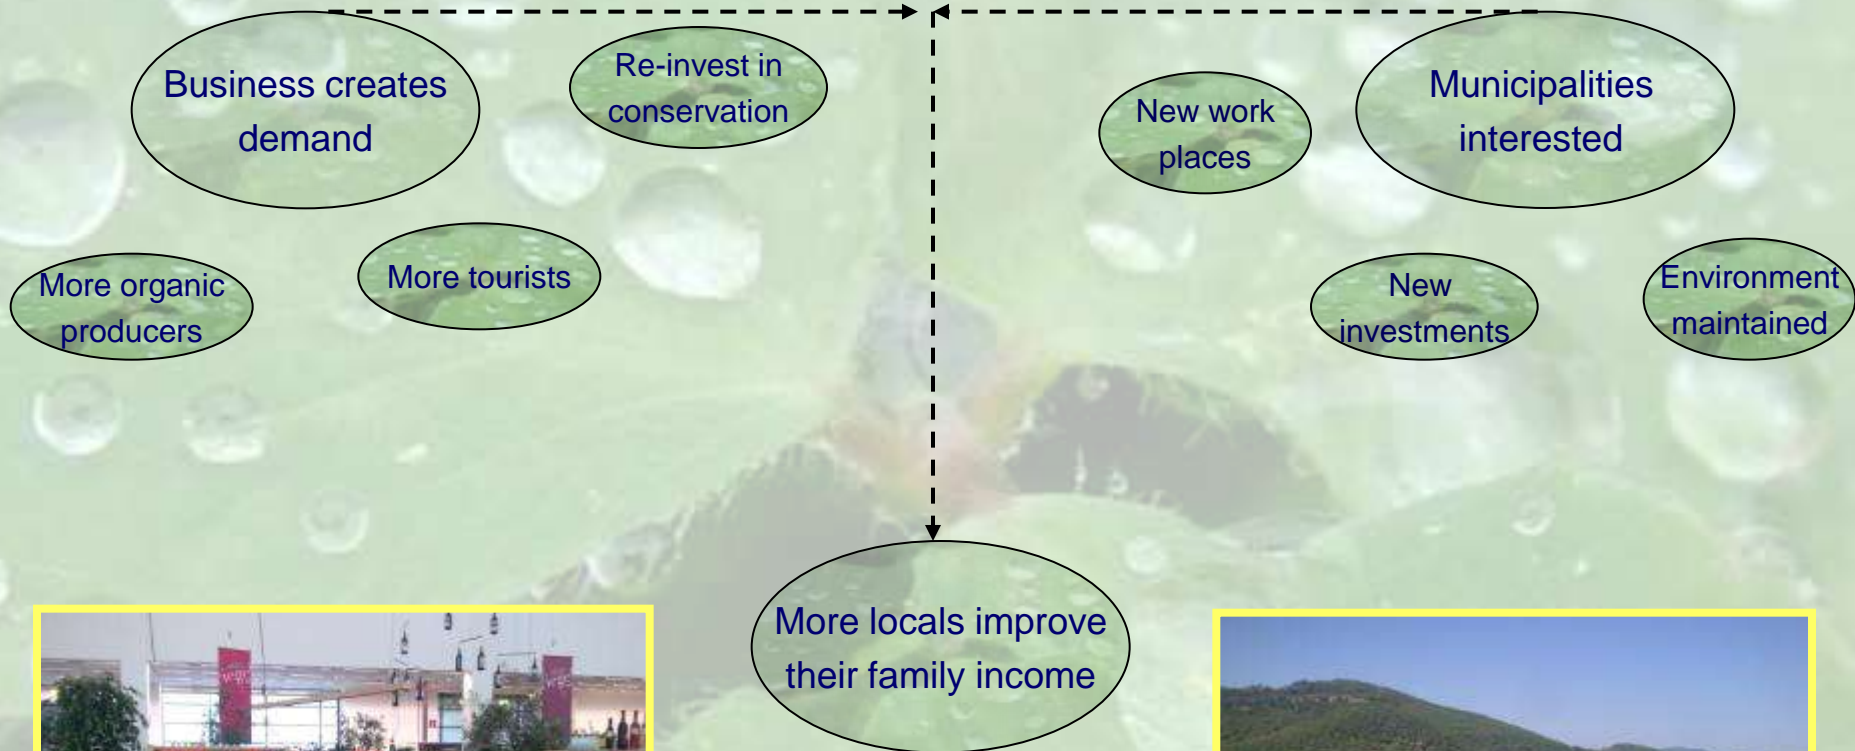 Business creates
demand
Re-invest in
conservation
New work
places
Municipalities
interested
More organic
producers
More tourists
New
investments
Environment
maintained
More locals improve
their family income